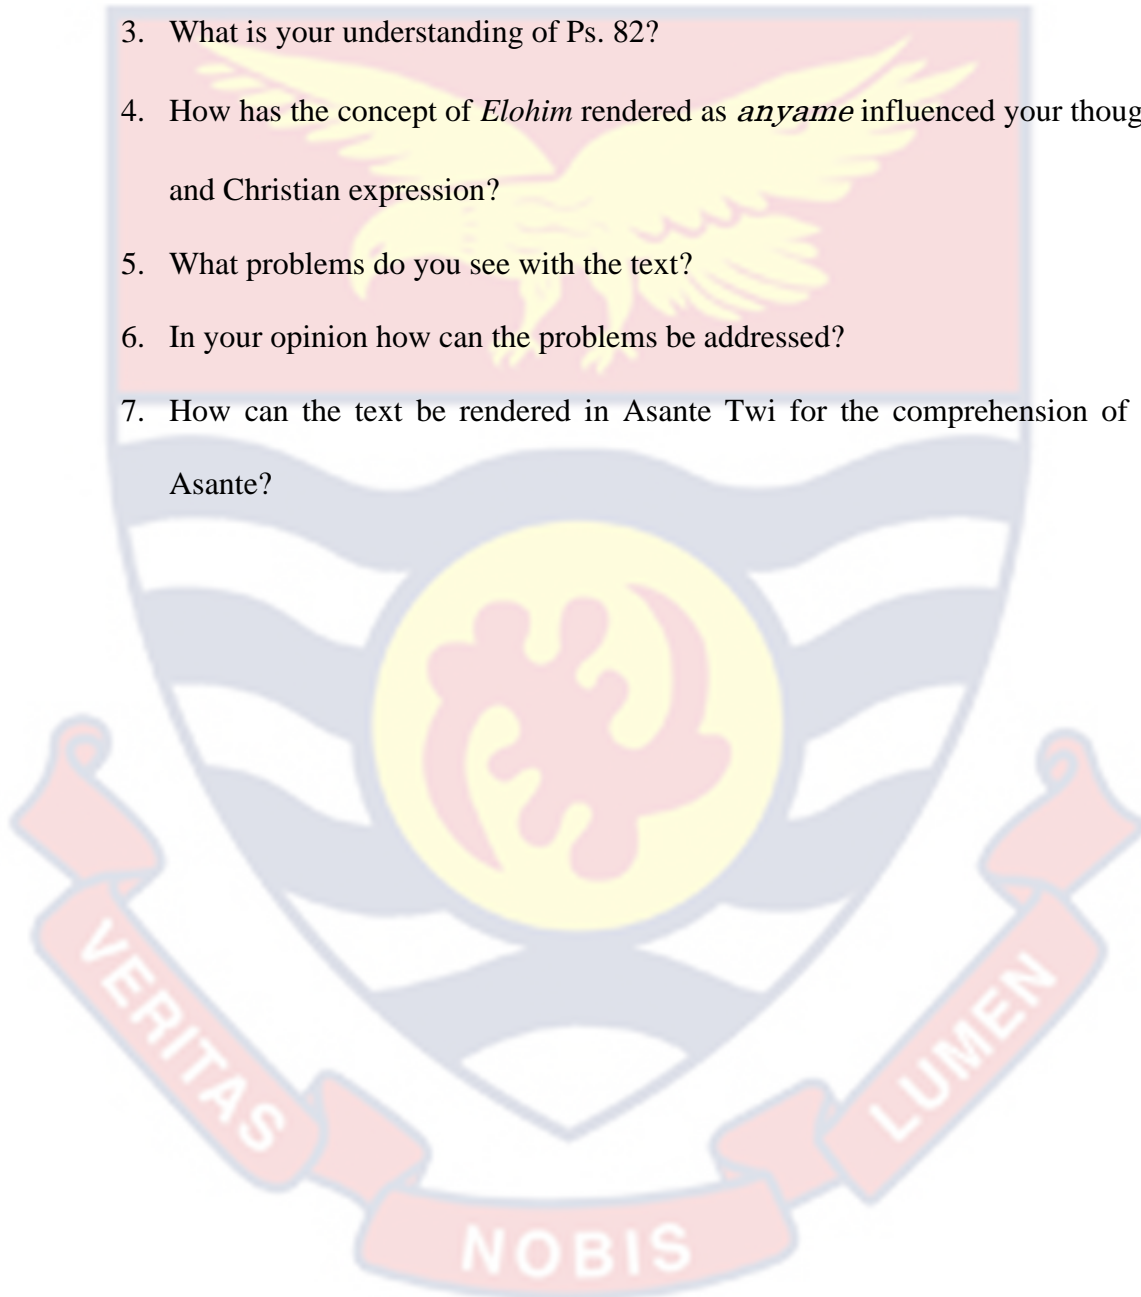 3. What is your understanding of Ps. 82?
4. How has the concept of Elohim rendered as anyame influenced your thoug
and Christian expression?
5. What problems do you see with the text?
6. In your opinion how can the problems be addressed?
7. How can the text be rendered in Asante Twi for the comprehension of
Asante?
VERITAS
NOBIS
LUMEN